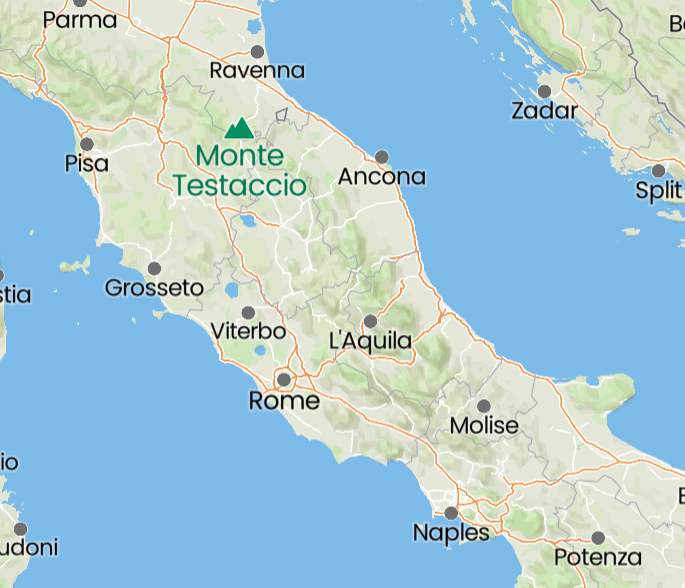 Parma
Ravenna
Zadar
Monte
Testaccio
Pisa
Ancona
Split
Grosseto
stia
Viterbo
L'Aquila
Rome
Molise
io
Naples
udoni
Potenza